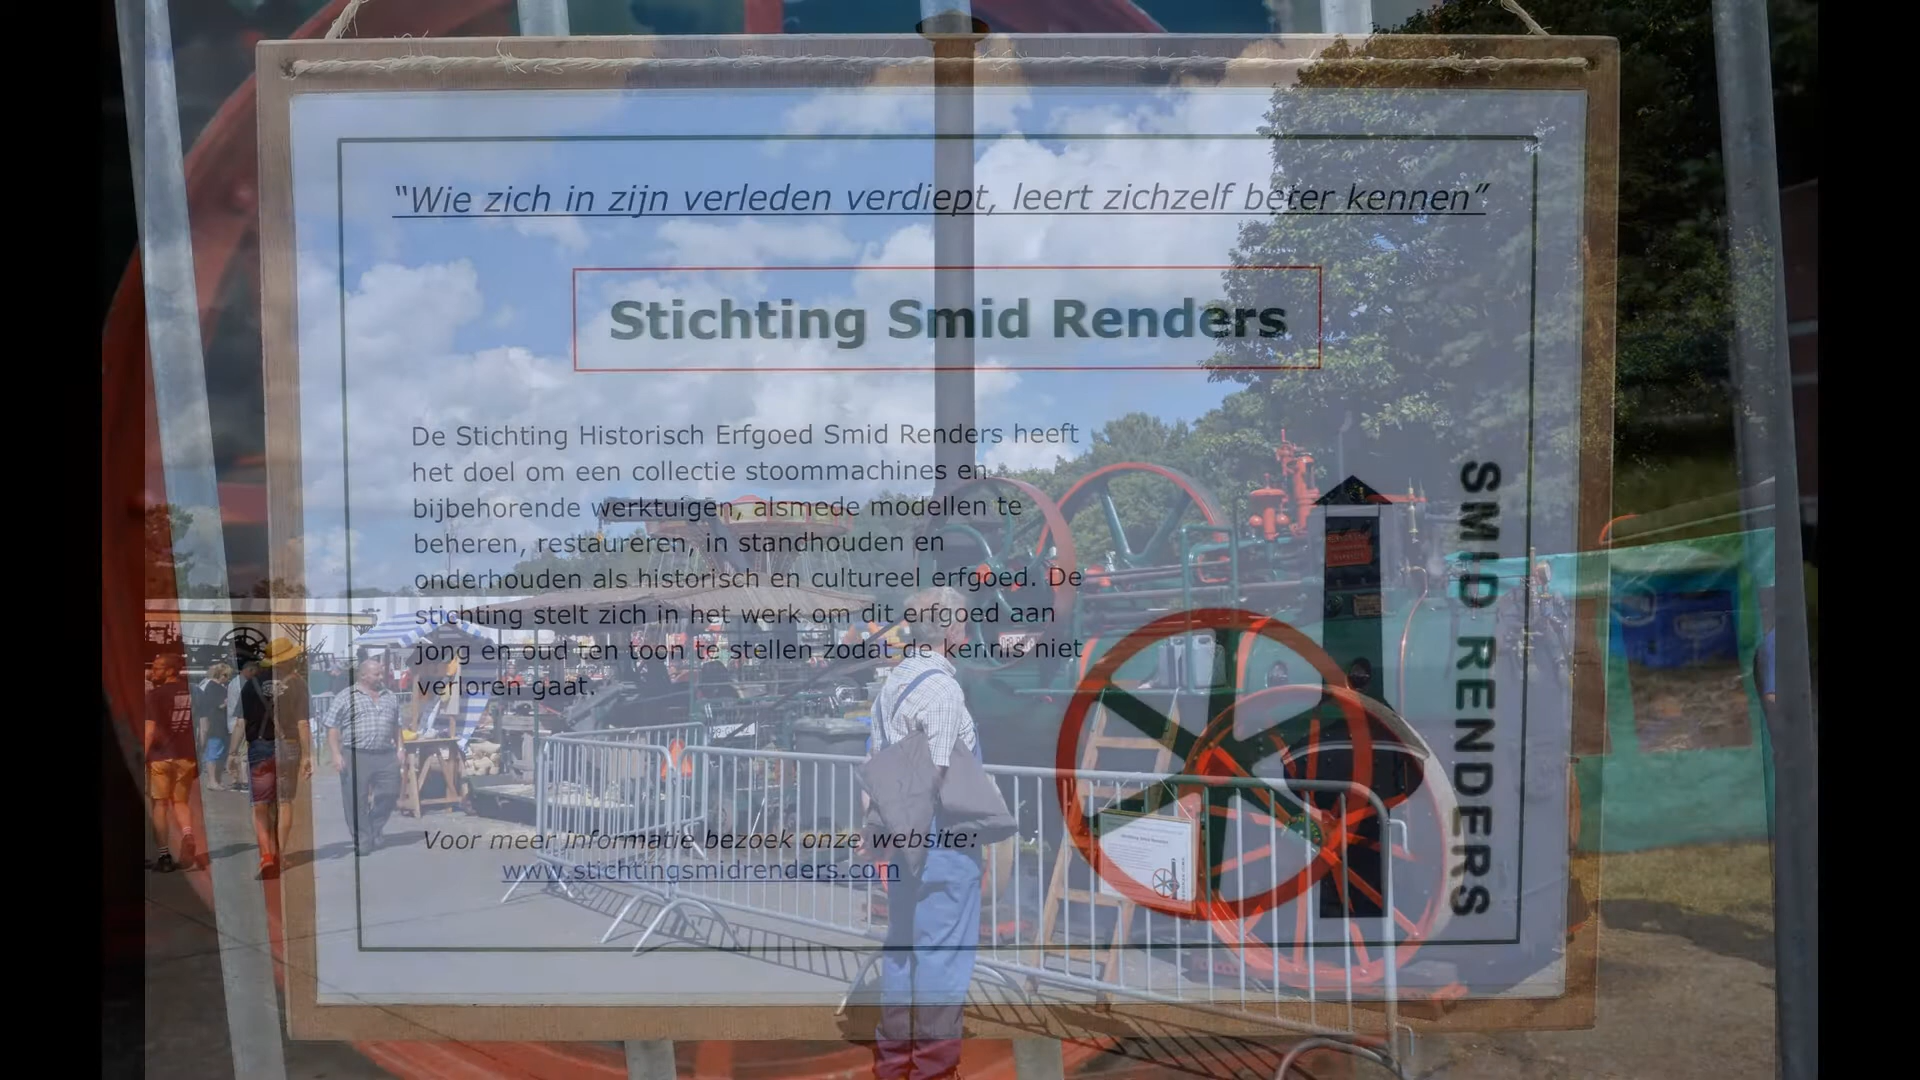 “Wie zich in zijn verleden verdiept, leert zichzelf beter kennen”
Stichting Smid Renders
De Stichting Historisch Erfgoed Smid Renders heeft
het doel om een collectie stoommachines en
bijbehorende werktuigen, alsmede modellen te
beheren, restaureren, in standhouden en
onderhouden als historisch en cultureel erfgoed. De
stichting stelt zich in het werk om dit erfgoed aan
jong en oud ten toon te stellen zodat de kennis niet
verloren gaat.
Voor meer informatie bezoek onze website:
www.stichtingsmidrenders.com
SMID RENDERS